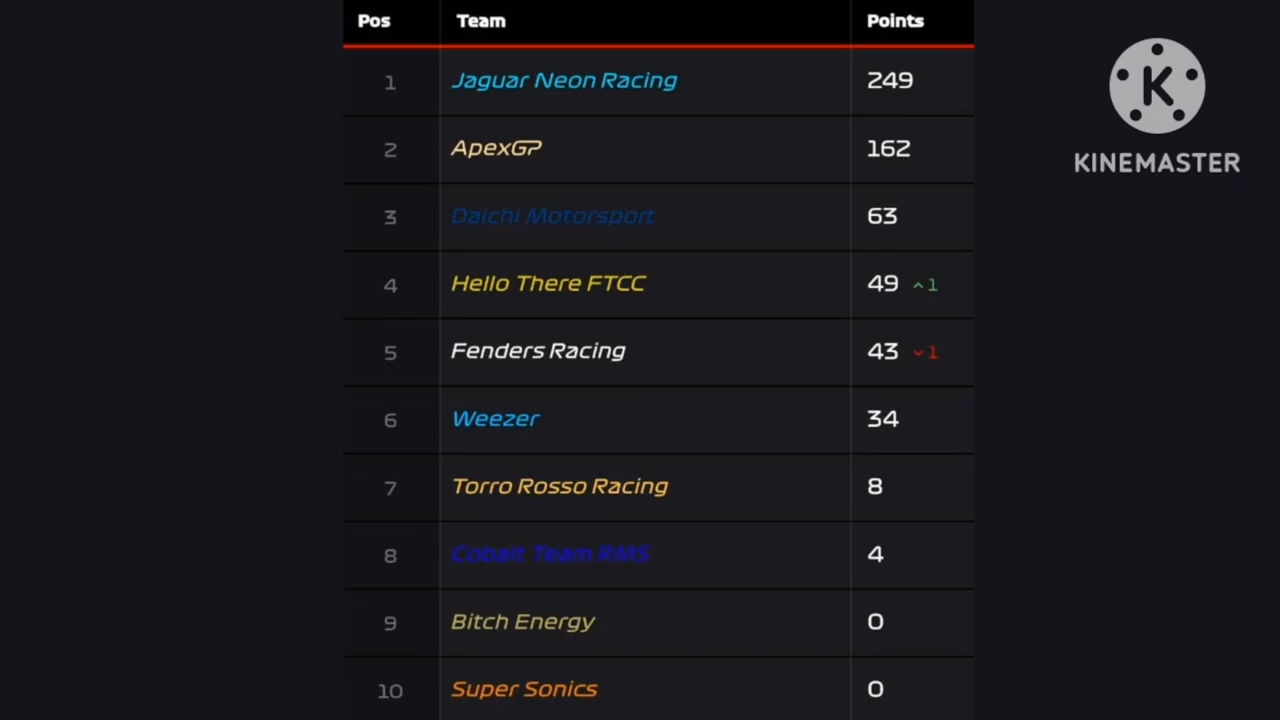 Pos Team Points
1 Jaguar Neon Racing 249
2 ApexGP 162
3 Daichi Motorsport 63
4 Hello There FTCC 49 1
5 Fenders Racing 43 1
6 Weezer 34
7 Torro Rosso Racing 8
8 Cobalt Team RMS 4
9 Bitch Energy 0
10 Super Sonics 0
K
KINEMASTER